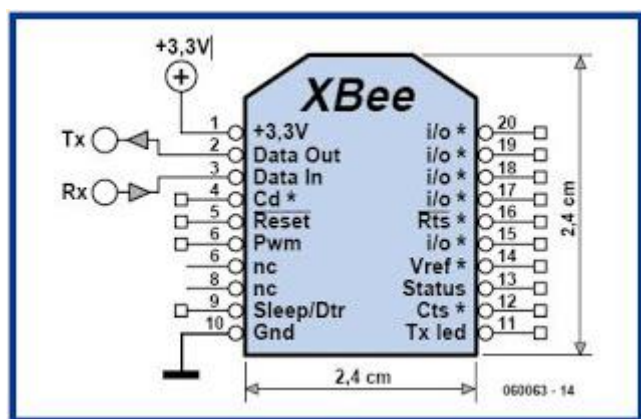 +3,3V
XBee
1 +3,3V i/o * 20
Tx 2 Data Out i/o * 19
Rx 3 Data In i/o * 18
4 Cd * i/o * 17
5 Reset Rts * 16
6 Pwm i/o * 15
6 nc Vref * 14
8 nc Status 13
9 Sleep/Dtr Cts * 12
10 Gnd Tx led 11
2,4 cm
2,4 cm
060063 - 14